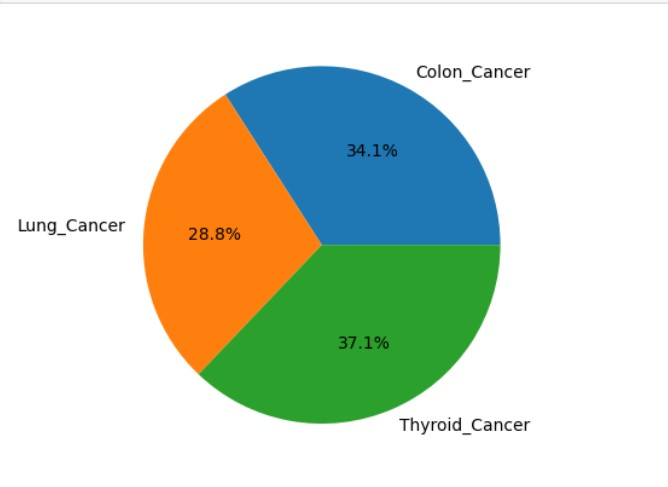 Colon_Cancer
34.1%
Lung_Cancer
28.8%
37.1%
Thyroid_Cancer